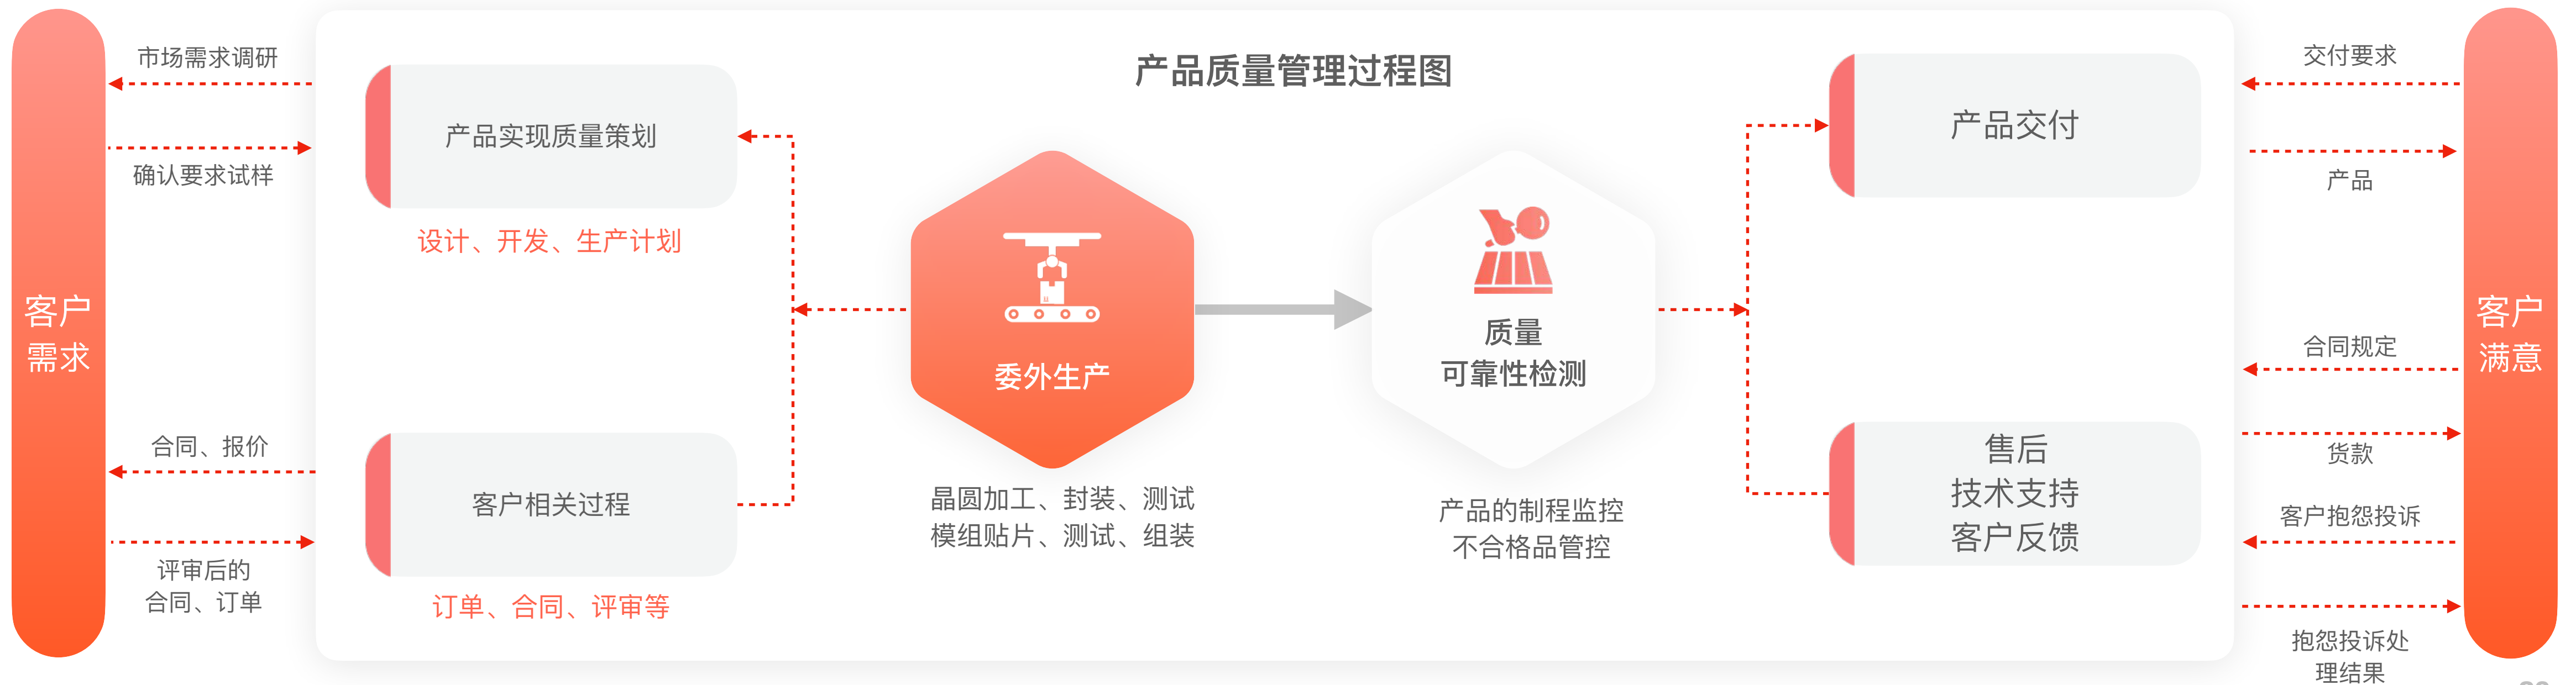 产品质量管理过程图
客户
需求
市场需求调研
确认要求试样
合同、报价
评审后的
合同、订单
产品实现质量策划
设计、开发、生产计划
客户相关过程
订单、合同、评审等
委外生产
晶圆加工、封装、测试
模组贴片、测试、组装
质量
可靠性检测
产品的制程监控
不合格品管控
产品交付
售后
技术支持
客户反馈
交付要求
产品
合同规定
货款
客户抱怨投诉
抱怨投诉处
理结果
客户
满意